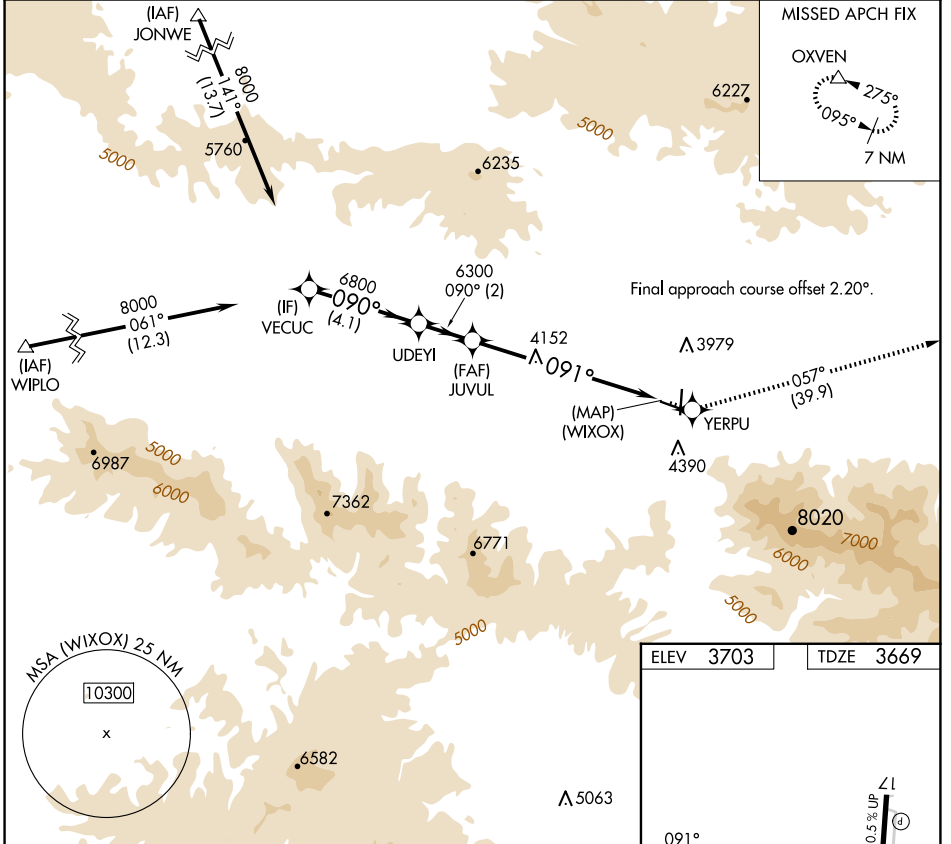 (IAF)
JONWE
8000
141°
(13.7)
5760
5000
6235
5000
6227
MISSED APCH FIX
OXVEN
275°
095°
7 NM
8000
061°
(12.3)
(IAF)
WIPLO
(IF)
VECUC
6800
090°
(4.1)
UDEYI
6300
090° (2)
(FAF)
JUVUL
4152
091°
Final approach course offset 2.20°.
3979
(MAP)
(WIXOX)
YERPU
057°
(39.9)
4390
6987
5000
6000
7362
6771
5000
8020
7000
6000
5000
MSA (WIXOX) 25 NM
10300
x
6582
5063
ELEV 3703
TDZE 3669
17
0.5 % UP
P
091°